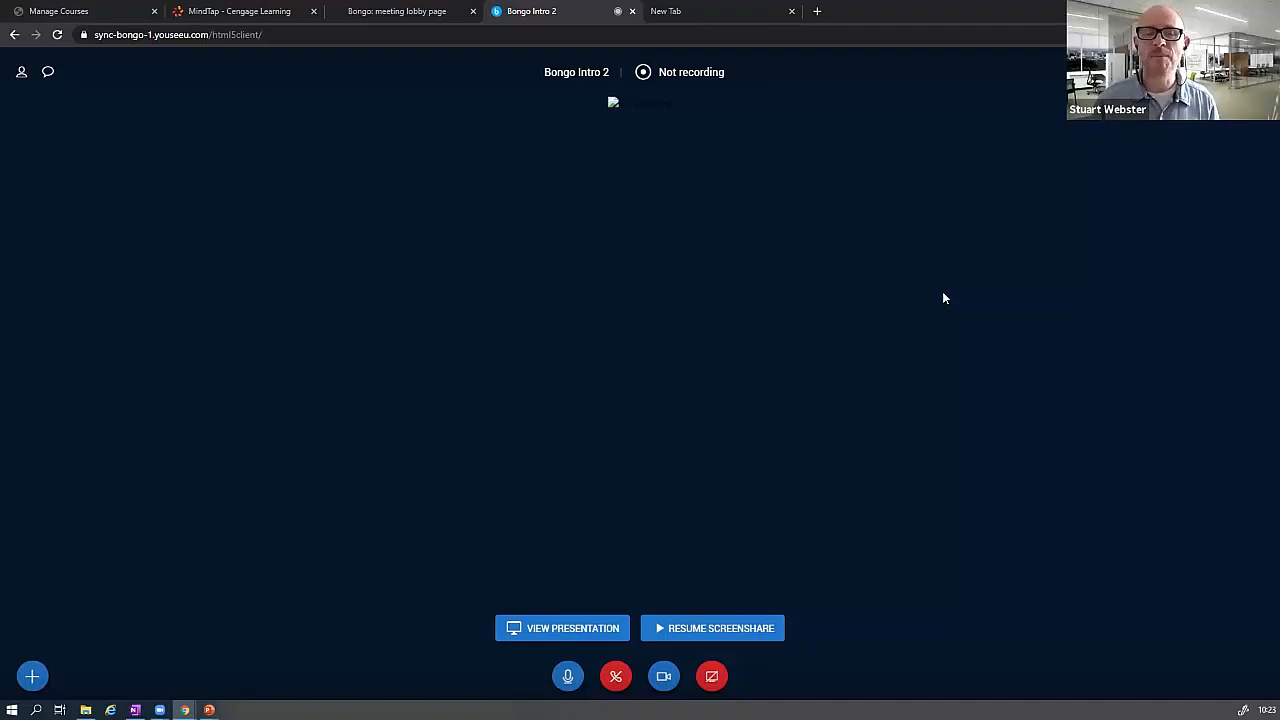 Manage Courses
MindTap - Cengage Learning
Bongo: meeting lobby page
Bongo Intro 2
New Tab
sync-bongo-1.youseeu.com/html5client/
Bongo Intro 2 | Not recording
Stuart Webster
VIEW PRESENTATION
RESUME SCREENSHARE
10:23